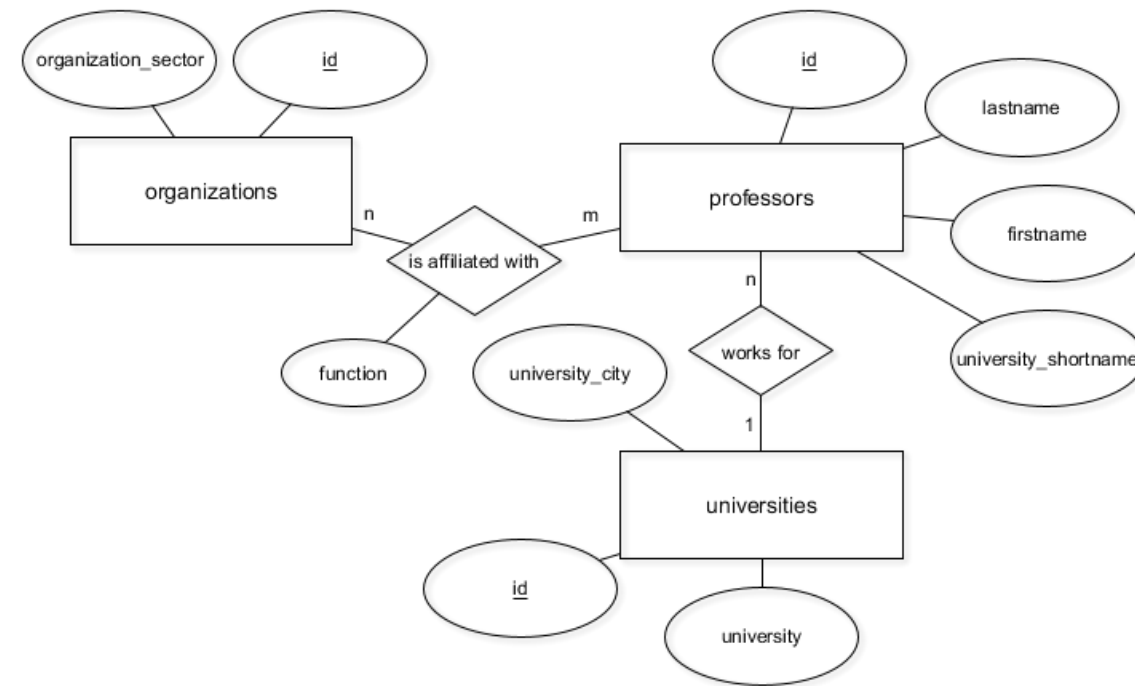 organization_sector
id
id
lastname
organizations
professors
n
m
firstname
is affiliated with
n
works for
university_shortname
function
university_city
1
universities
id
university